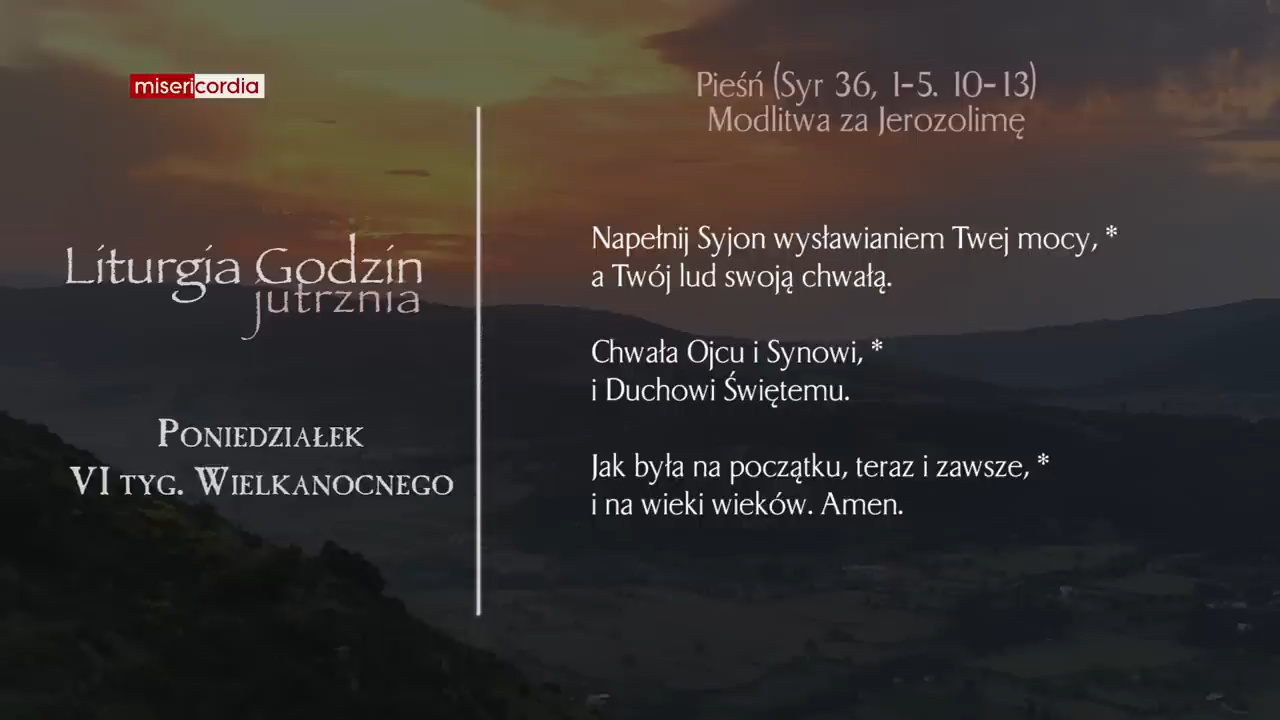 misericordia
Liturgia Godzin
jutrznia
Poniedziałek
VI tyg. Wielkanocnego
Pieśń (Syr 36, 1-5. 10-13)
Modlitwa za Jerozolimę
Napełnij Syjon wysławianiem Twej mocy, *
a Twój lud swoją chwałą.
Chwała Ojcu i Synowi, *
i Duchowi Świętemu.
Jak była na początku, teraz i zawsze, *
i na wieki wieków. Amen.